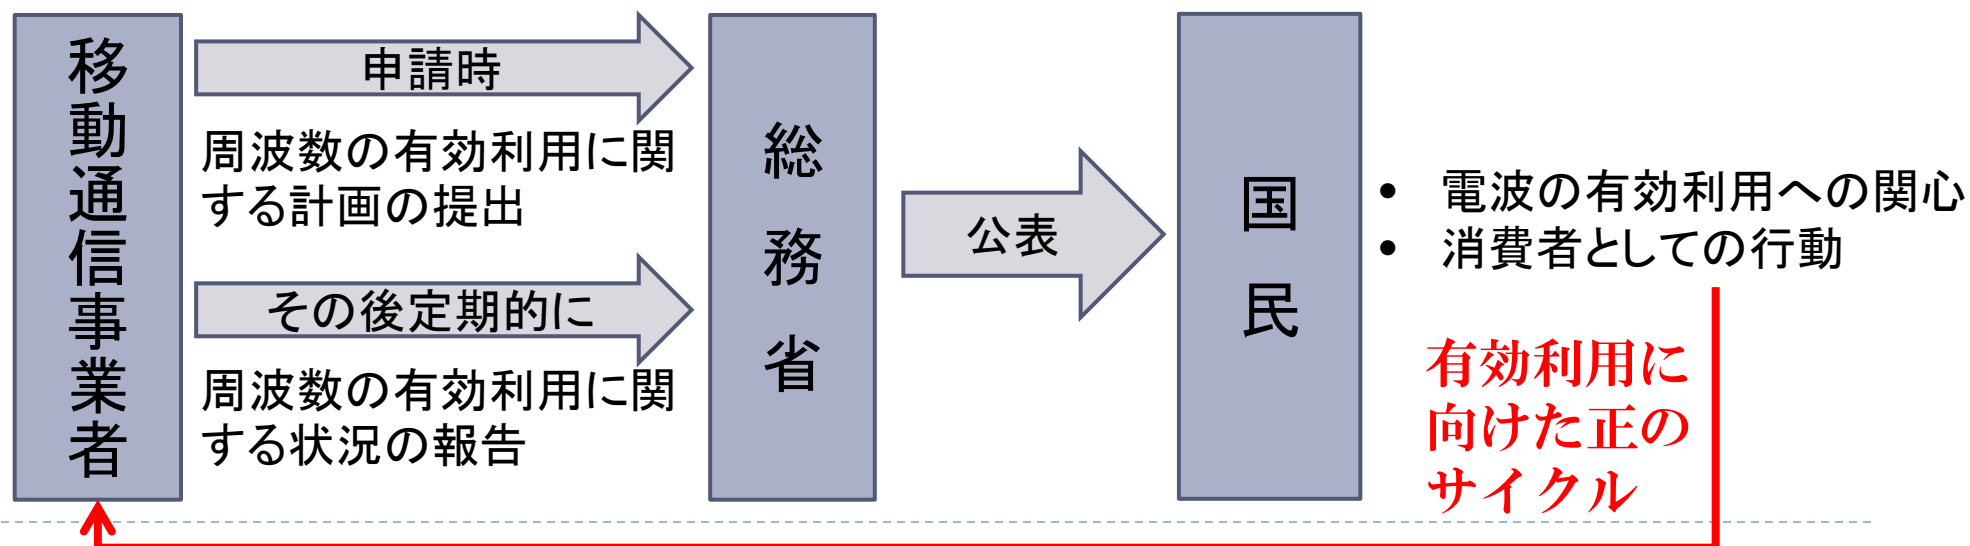 移動通信事業者
申請時
周波数の有効利用に関
する計画の提出
その後定期的に
周波数の有効利用に関
する状況の報告
総務省
公表
国民
• 電波の有効利用への関心
• 消費者としての行動
有効利用に
向けた正の
サイクル